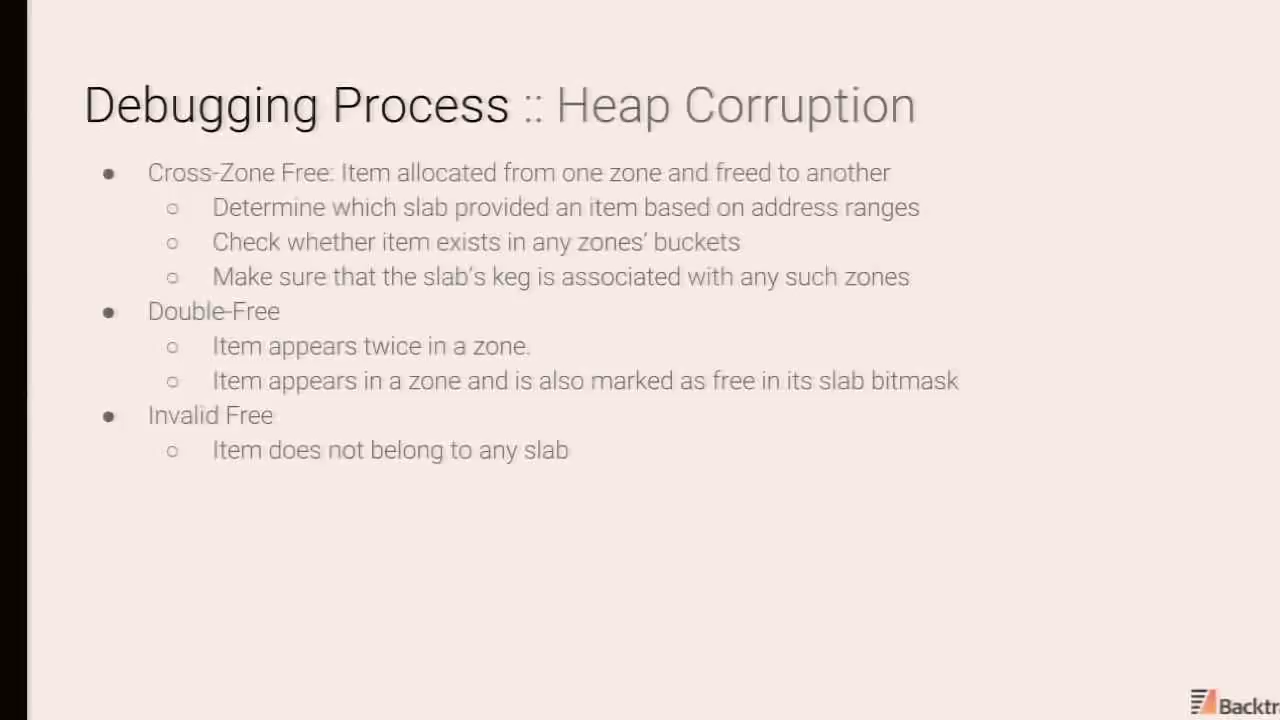 Debugging Process :: Heap Corruption
● Cross-Zone Free: Item allocated from one zone and freed to another
○ Determine which slab provided an item based on address ranges
○ Check whether item exists in any zones’ buckets
○ Make sure that the slab’s keg is associated with any such zones
● Double-Free
○ Item appears twice in a zone.
○ Item appears in a zone and is also marked as free in its slab bitmask
● Invalid Free
○ Item does not belong to any slab
Backtr